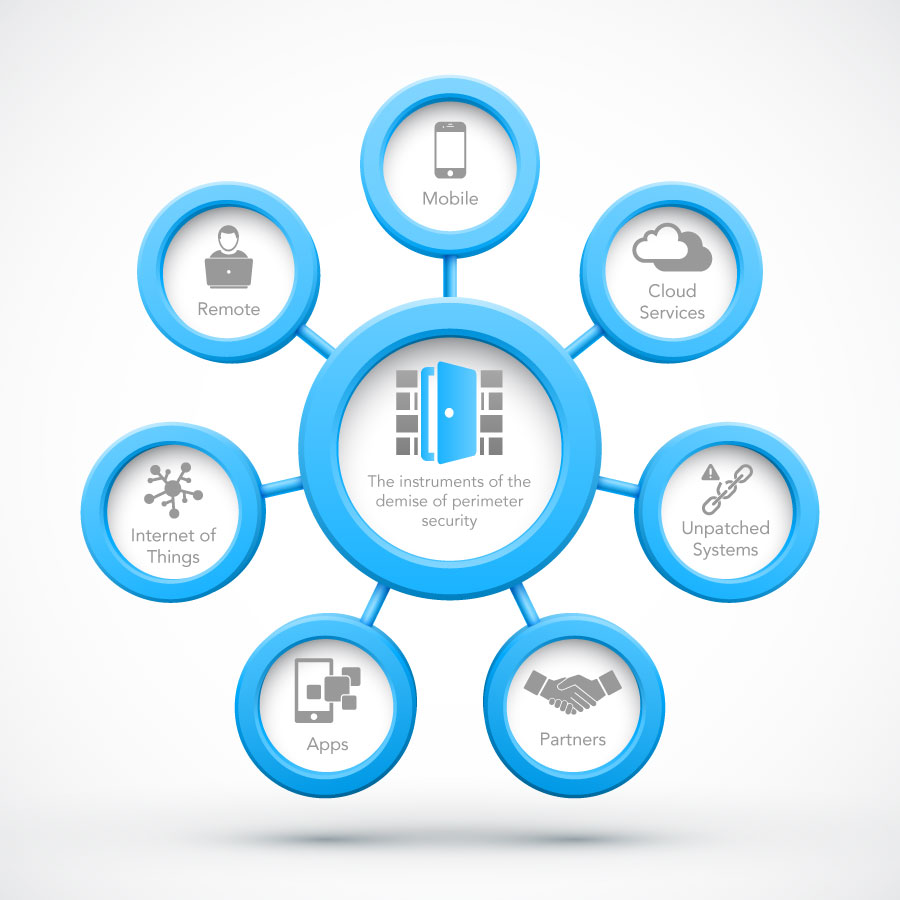 Mobile
Remote
Cloud
Services
The instruments of the
demise of perimeter
security
Internet of
Things
Unpatched
Systems
Apps
Partners